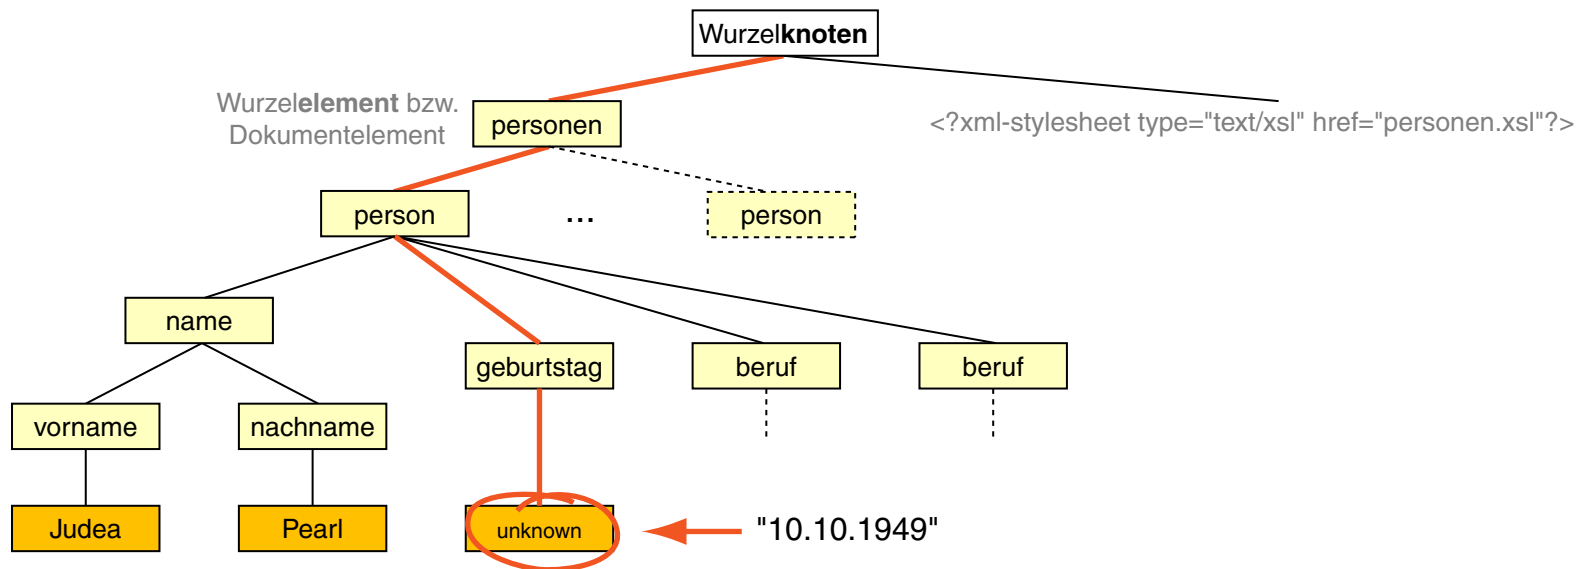 Wurzelknoten
Wurzelelement bzw.
Dokumentelement
personen
<?xml-stylesheet type="text/xsl" href="personen.xsl"?>
person
...
person
name
geburtstag
beruf
beruf
vorname
nachname
Judea
Pearl
unknown
"10.10.1949"